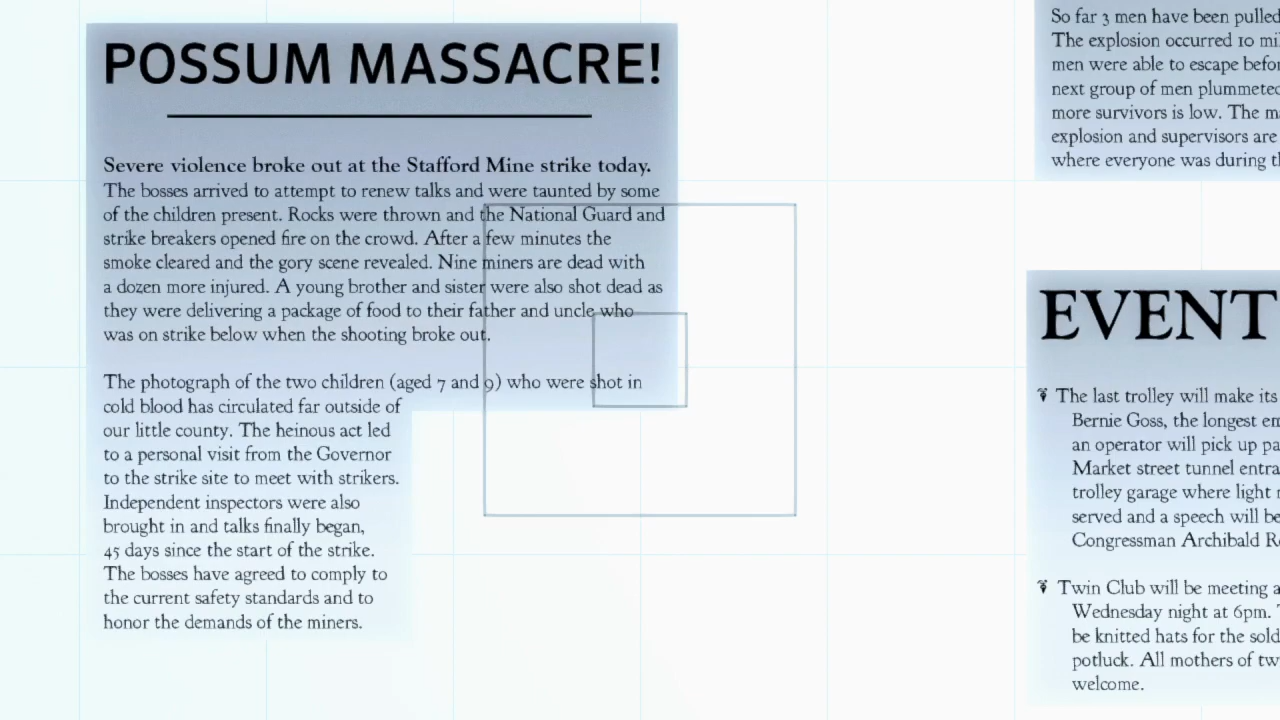 POSSUM MASSACRE!
Severe violence broke out at the Stafford Mine strike today.
The bosses arrived to attempt to renew talks and were taunted by some
of the children present. Rocks were thrown and the National Guard and
strike breakers opened fire on the crowd. After a few minutes the
smoke cleared and the gory scene revealed. Nine miners are dead with
a dozen more injured. A young brother and sister were also shot dead as
they were delivering a package of food to their father and uncle who
was on strike below when the shooting broke out.
The photograph of the two children (aged 7 and 9) who were shot in
cold blood has circulated far outside of
our little county. The heinous act led
to a personal visit from the Governor
to the strike site to meet with strikers.
Independent inspectors were also
brought in and talks finally began,
45 days since the start of the strike.
The bosses have agreed to comply to
the current safety standards and to
honor the demands of the miners.
So far 3 men have been pulled
The explosion occurred 10
men were able to escape
next group of men plummeted
more survivors is low. The
explosion and supervisors are
where everyone was during
EVENT
The last trolley will make its
Bernie Goss, the longest
an operator will pick up
Market street tunnel
trolley garage where light
served and a speech will be
Congressman Archibald
Twin Club will be meeting
Wednesday night at 6pm.
be knitted hats for the
potluck. All mothers of
welcome.